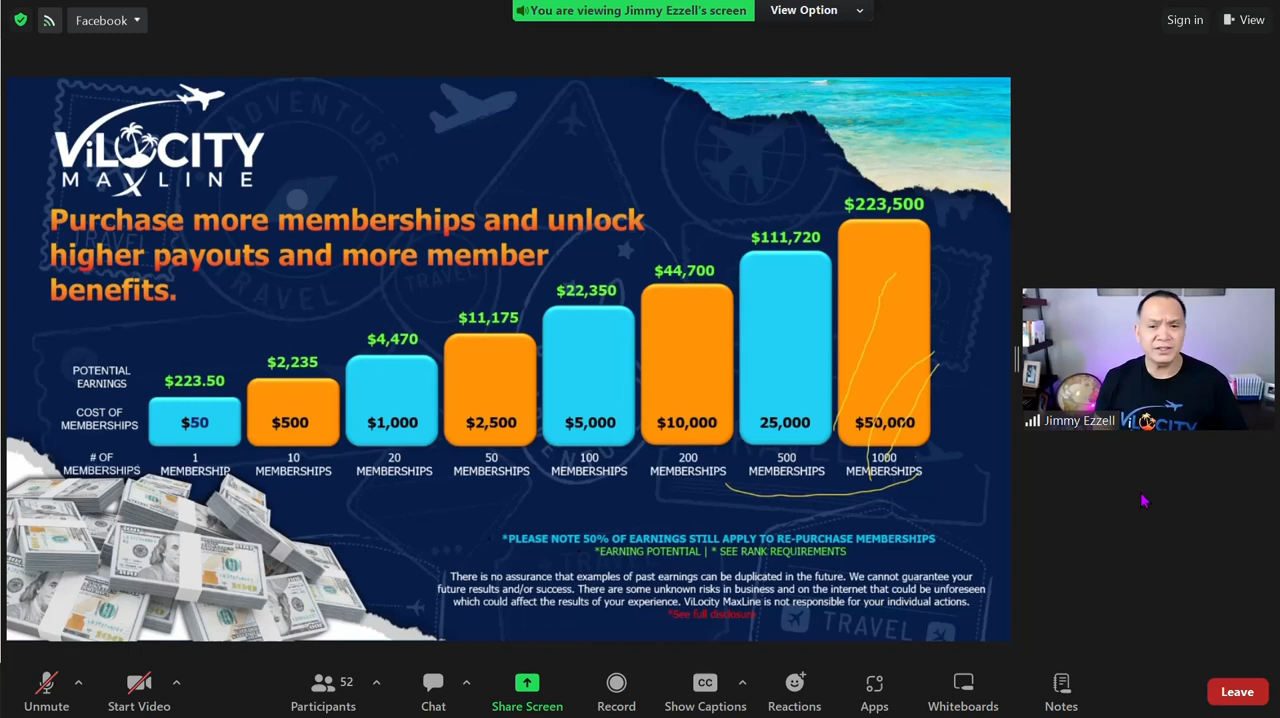 Facebook
You are viewing Jimmy Ezzell's screen
View Option
Sign in
View
ADVENTURE
TRAVEL
ViLOCITY
MAXLINE
Purchase more memberships and unlock
higher payouts and more member
benefits.
POTENTIAL
EARNINGS
$223.50
$2,235
$4,470
$11,175
$22,350
$44,700
$111,720
$223,500
COST OF
MEMBERSHIPS
$50
$500
$1,000
$2,500
$5,000
$10,000
25,000
$50,000
# OF
MEMBERSHIPS
1
MEMBERSHIP
10
MEMBERSHIPS
20
MEMBERSHIPS
50
MEMBERSHIPS
100
MEMBERSHIPS
200
MEMBERSHIPS
500
MEMBERSHIPS
1000
MEMBERSHIPS
*PLEASE NOTE 50% OF EARNINGS STILL APPLY TO RE-PURCHASE MEMBERSHIPS
*EARNING POTENTIAL | * SEE RANK REQUIREMENTS
There is no assurance that examples of past earnings can be duplicated in the future. We cannot guarantee your
future results and/or success. There are some unknown risks in business and on the internet that could be unforeseen
which could affect the results of your experience. ViLocity MaxLine is not responsible for your individual actions.
*See full disclosure
TRAVEL
Jimmy Ezzell
Unmute
Start Video
52
Participants
Chat
Share Screen
Record
CC
Show Captions
Reactions
Apps
Whiteboards
Notes
Leave